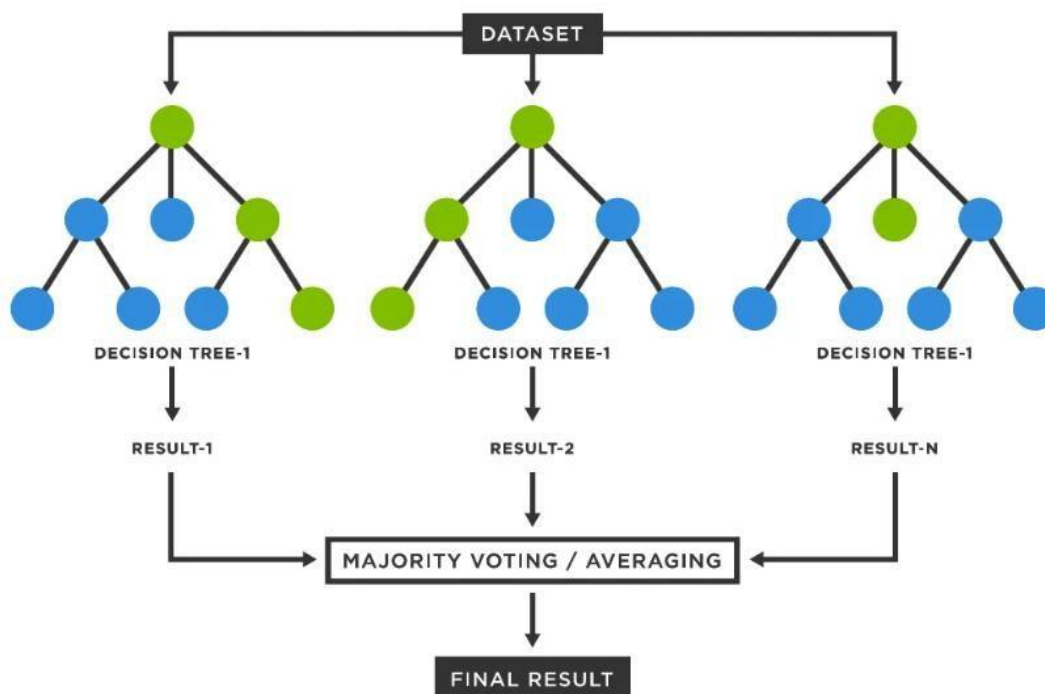 DATASET
DECISION TREE-1
DECISION TREE-1
DECISION TREE-1
RESULT-1
RESULT-2
RESULT-N
MAJORITY VOTING / AVERAGING
FINAL RESULT